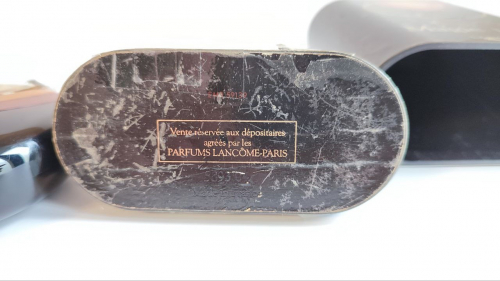 Vente réservée aux dépositaires
agréés par les
PARFUMS LANCÔME-PARIS